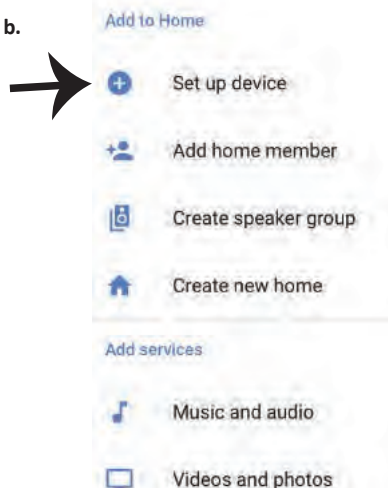 b.
Add to Home
Set up device
Add home member
Create speaker group
Create new home
Add services
Music and audio
Videos and photos